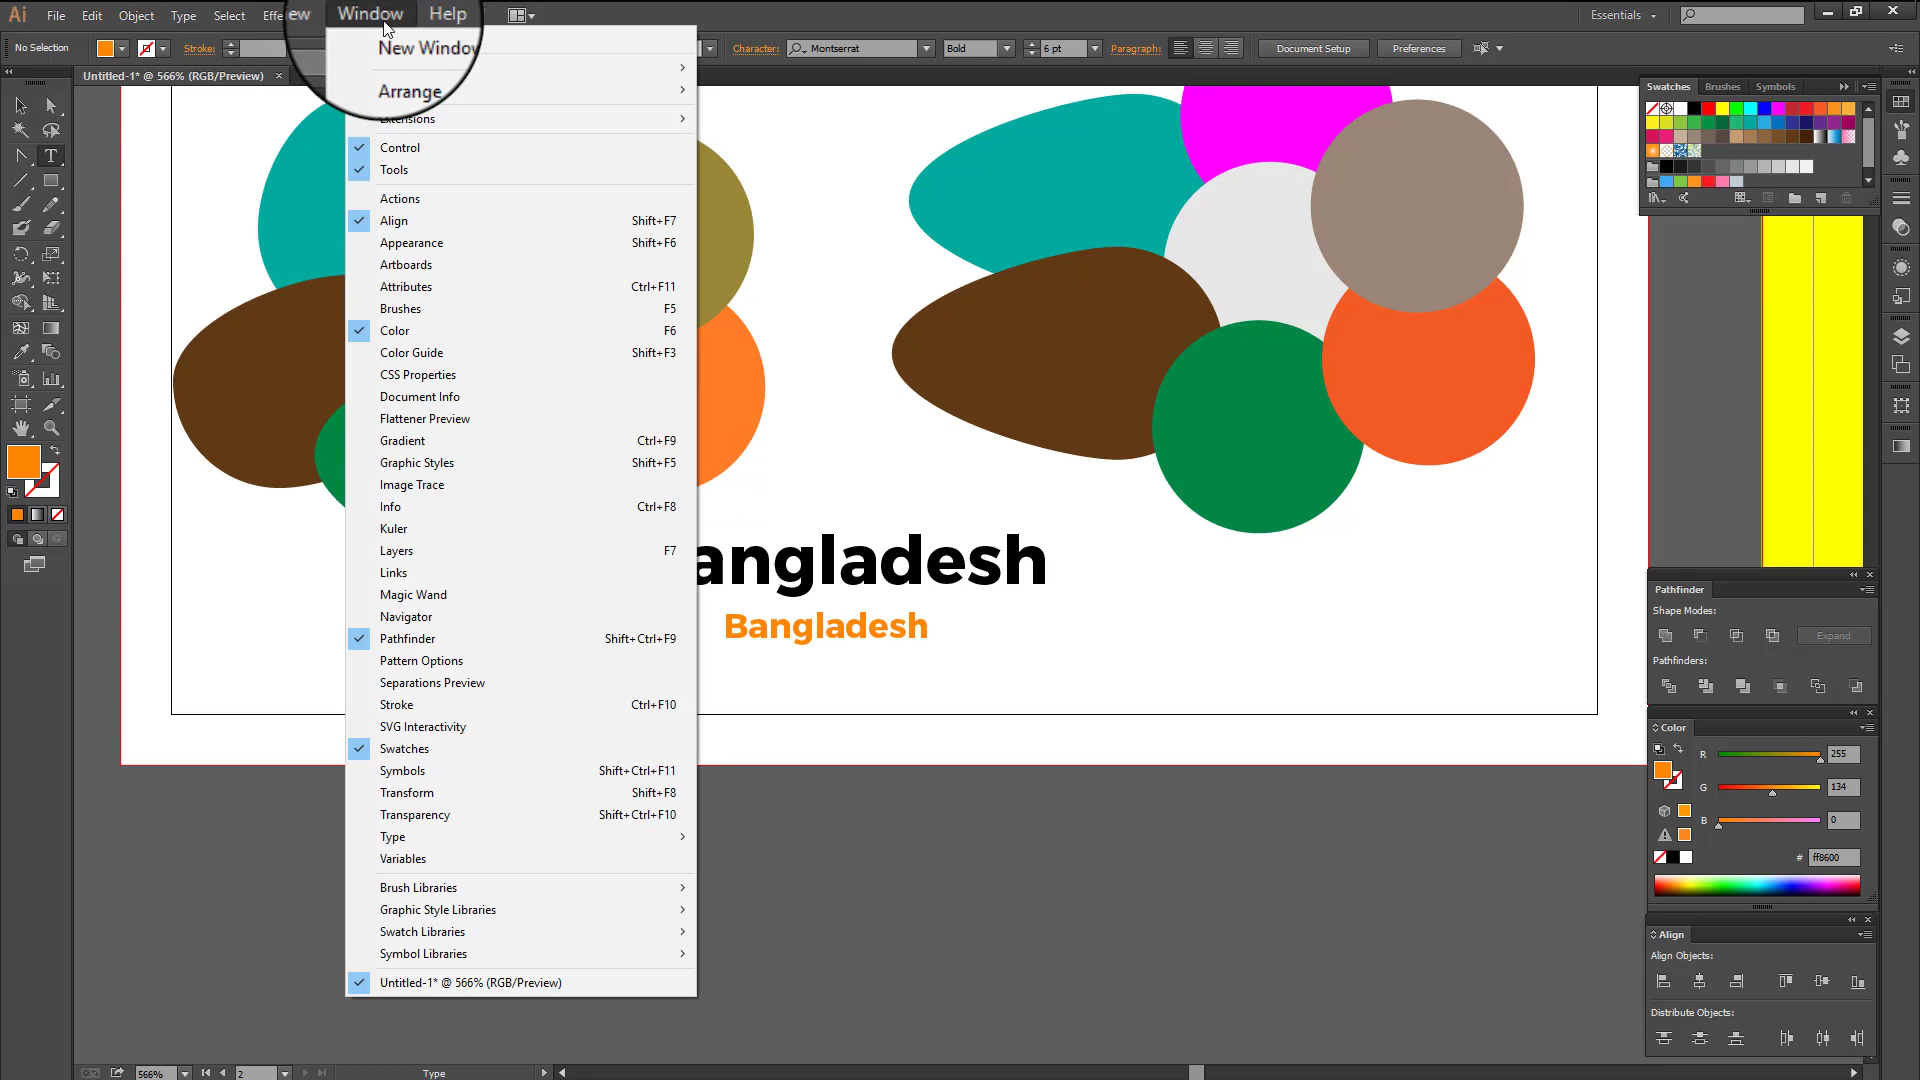 Ai File Edit Object Type Select Window Help Essentials
No Selection Stroke: Character: Montserrat Bold 6 pt Paragraph: Document Setup Preferences
Untitled-1* @ 566% (RGB/Preview) ×
New Window
Arrange
Extensions
Control
Tools
Actions
Align Shift+F7
Appearance Shift+F6
Artboards
Attributes Ctrl+F11
Brushes F5
Color F6
Color Guide Shift+F3
CSS Properties
Document Info
Flattener Preview
Gradient Ctrl+F9
Graphic Styles Shift+F5
Image Trace
Info Ctrl+F8
Kuler
Layers F7
Links
Magic Wand
Navigator
Pathfinder Shift+Ctrl+F9
Pattern Options
Separations Preview
Stroke Ctrl+F10
SVG Interactivity
Swatches
Symbols Shift+Ctrl+F11
Transform Shift+F8
Transparency Shift+Ctrl+F10
Type
Variables
Brush Libraries
Graphic Style Libraries
Swatch Libraries
Symbol Libraries
Untitled-1* @ 566% (RGB/Preview)
angladesh
Bangladesh
Swatches Brushes Symbols
Pathfinder
Shape Modes:
Expand
Pathfinders:
Color
R 255
G 134
B 0
# ff8600
Align
Align Objects:
Distribute Objects:
566% 2 Type